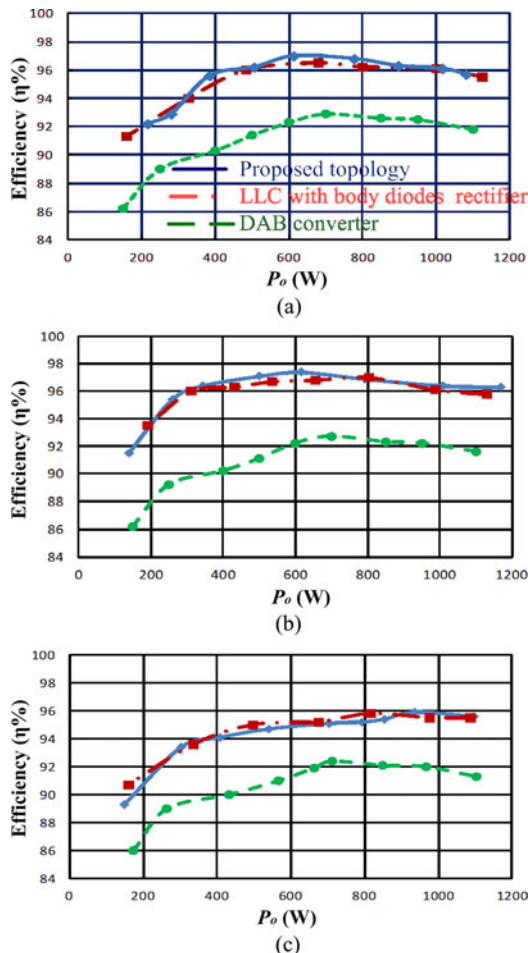 100
98
96
94
92
90
88
86
84
Efficiency (η%)
Proposed topology
LLC with body diodes rectifier
DAB converter
0 200 400 600 800 1000 1200
Po (W)
(a)
100
98
96
94
92
90
88
86
84
Efficiency (η%)
0 200 400 600 800 1000 1200
Po (W)
(b)
100
98
96
94
92
90
88
86
84
Efficiency (η%)
0 200 400 600 800 1000 1200
Po (W)
(c)